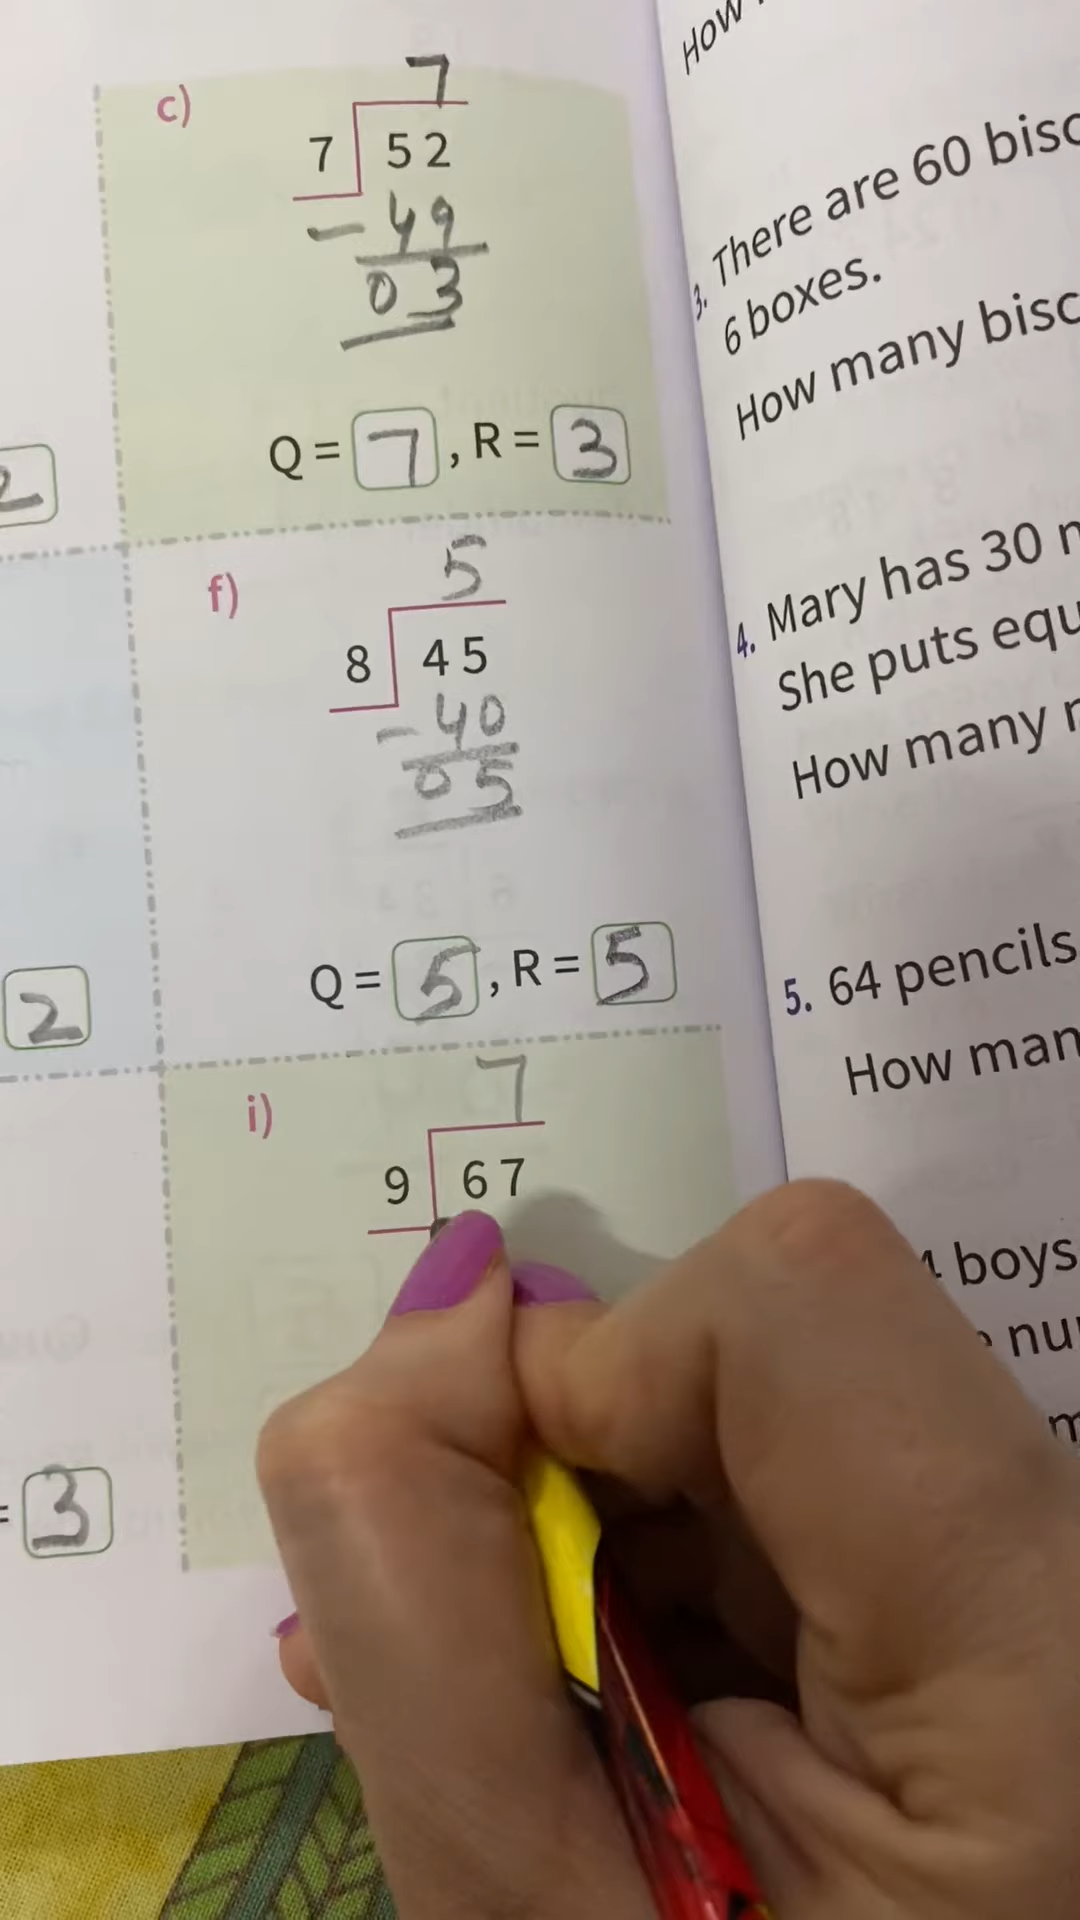 c)
7
7 52
- 49
03
Q = 7, R = 3
2
f)
5
8 45
- 40
05
Q = 5, R = 5
2
i)
7
9 67
= 3
How
3. There are 60 bisc
6 boxes.
How many bisc
4. Mary has 30
She puts equ
How many
5. 64 pencils
How man
4 boys